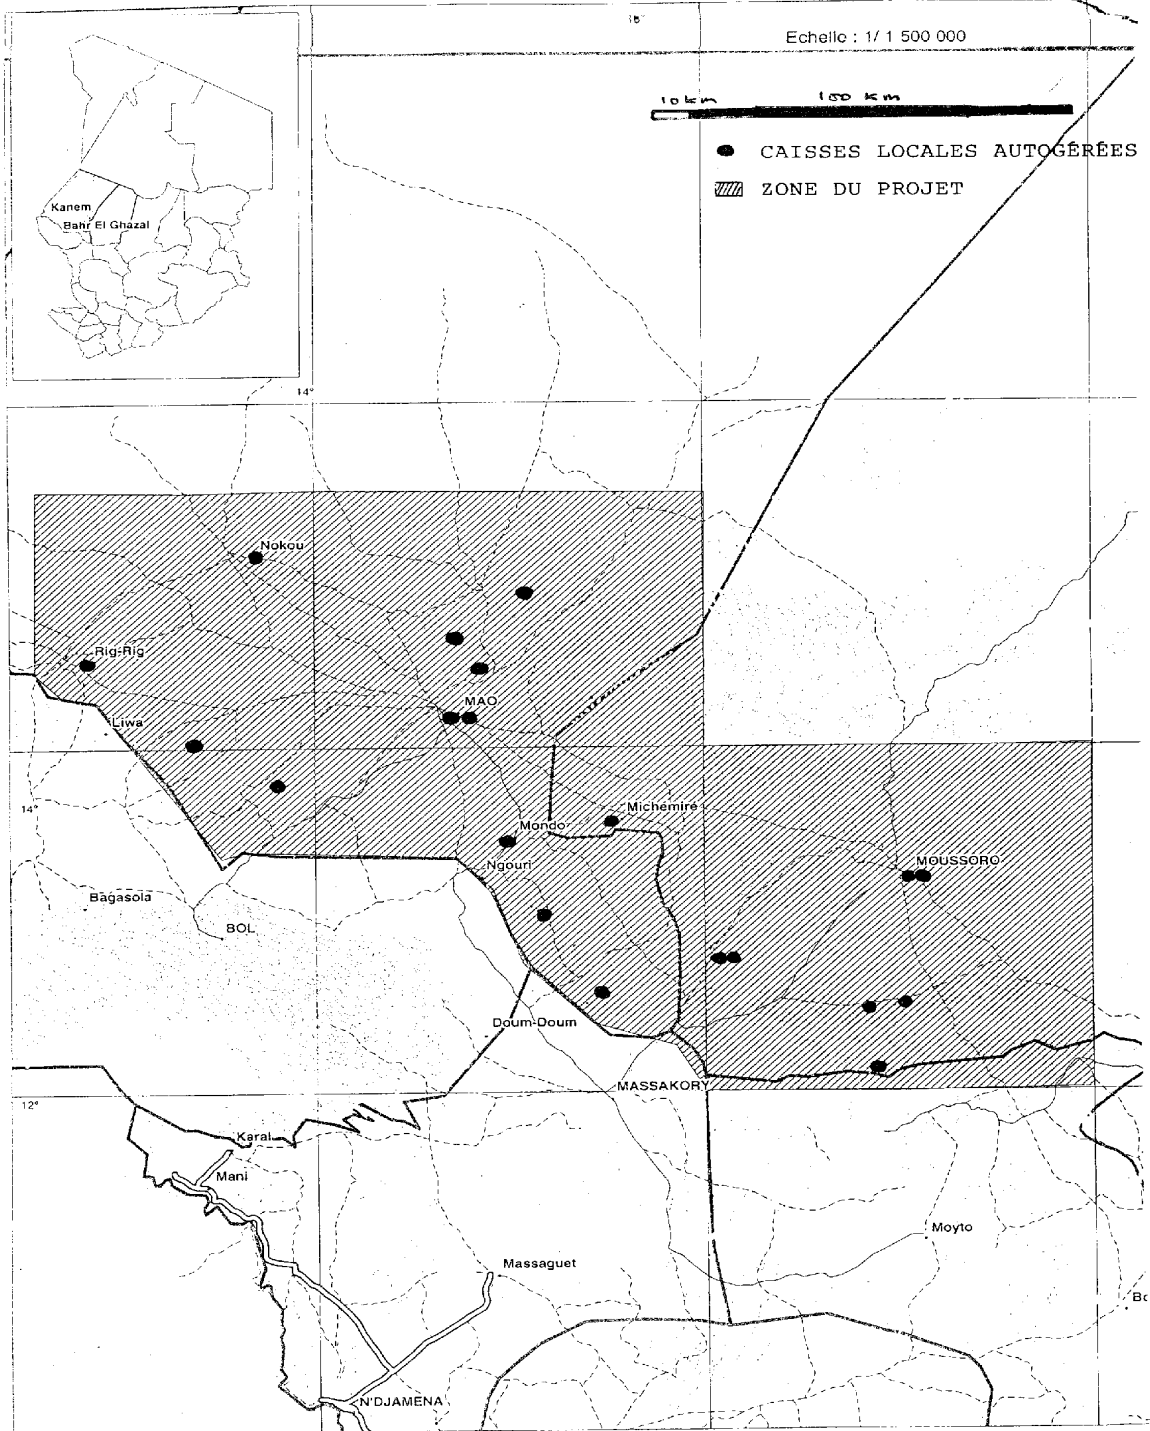 16°
Echelle : 1/ 1 500 000
10 km 100 km
CAISSES LOCALES AUTOGÉRÉES
ZONE DU PROJET
Kanem
Bahr El Ghazal
14°
Nokou
Rig-Rig
MAO
Liwa
14°
Michemiré
Mondo
MOUSSORO
Ngouri
Bagasola
BOL
Doum-Doum
MASSAKORY
12°
Karal
Mani
Moyto
Massaguet
Bo
N'DJAMENA